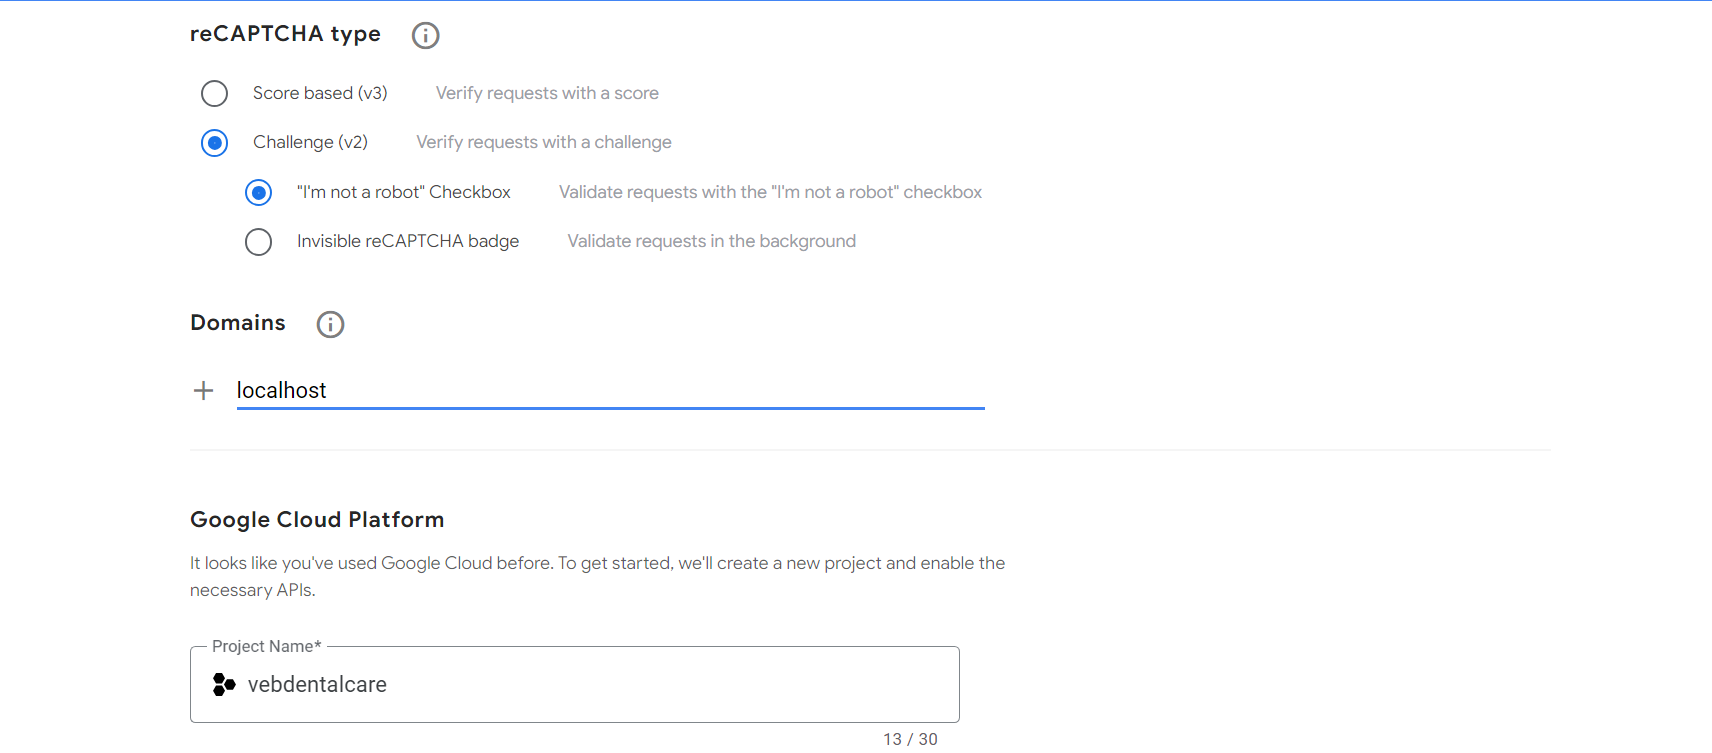 reCAPTCHA type
Score based (v3) Verify requests with a score
Challenge (v2) Verify requests with a challenge
"I'm not a robot" Checkbox Validate requests with the "I'm not a robot" checkbox
Invisible reCAPTCHA badge Validate requests in the background
Domains
localhost
Google Cloud Platform
It looks like you've used Google Cloud before. To get started, we'll create a new project and enable the
necessary APIs.
Project Name*
vebdentalcare
13 / 30